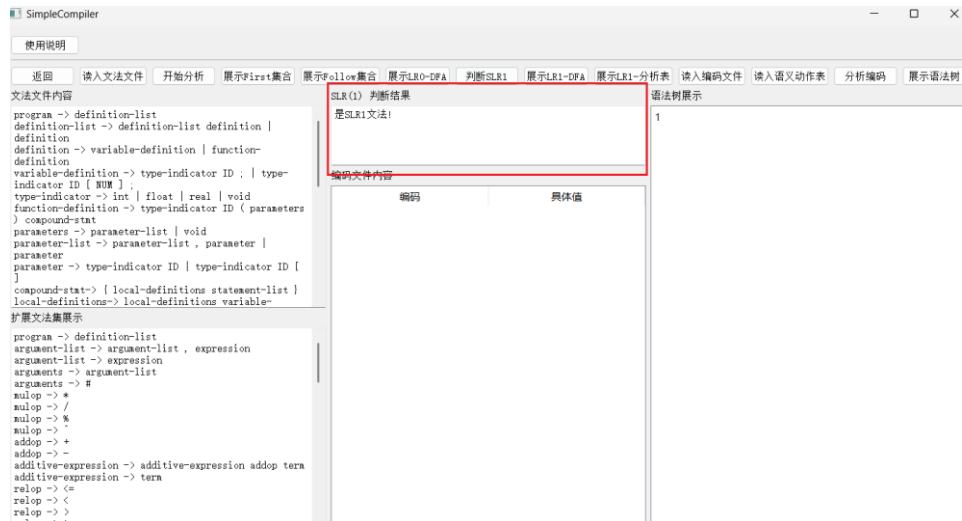 SimpleCompiler
使用说明
返回 读入文法文件 开始分析 展示First集合 展示Follow集合 展示LR0-DFA 判断SLR1 展示LR1-DFA 展示LR1-分析表 读入编码文件 读入语义动作表 分析编码 展示语法树
文法文件内容
program -> definition-list
definition-list -> definition-list definition |
definition
definition -> variable-definition | function-
definition
variable-definition -> type-indicator ID ; | type-
indicator ID [ NUM ] ;
type-indicator -> int | float | real | void
function-definition -> type-indicator ID ( parameters
) compound-stmt
parameters -> parameter-list | void
parameter-list -> parameter-list , parameter |
parameter
parameter -> type-indicator ID | type-indicator ID [
]
compound-stmt-> { local-definitions statement-list }
local-definitions-> local-definitions variable-
扩展文法集展示
program -> definition-list
argument-list -> argument-list , expression
argument-list -> expression
arguments -> argument-list
arguments -> #
mulop -> *
mulop -> /
mulop -> %
mulop -> ^
addop -> +
addop -> -
additive-expression -> additive-expression addop term
additive-expression -> term
relop -> <=
relop -> <
relop -> >
SLR(1) 判断结果
是SLR1文法!
编码文件内容
编码 具体值
语法树展示
1